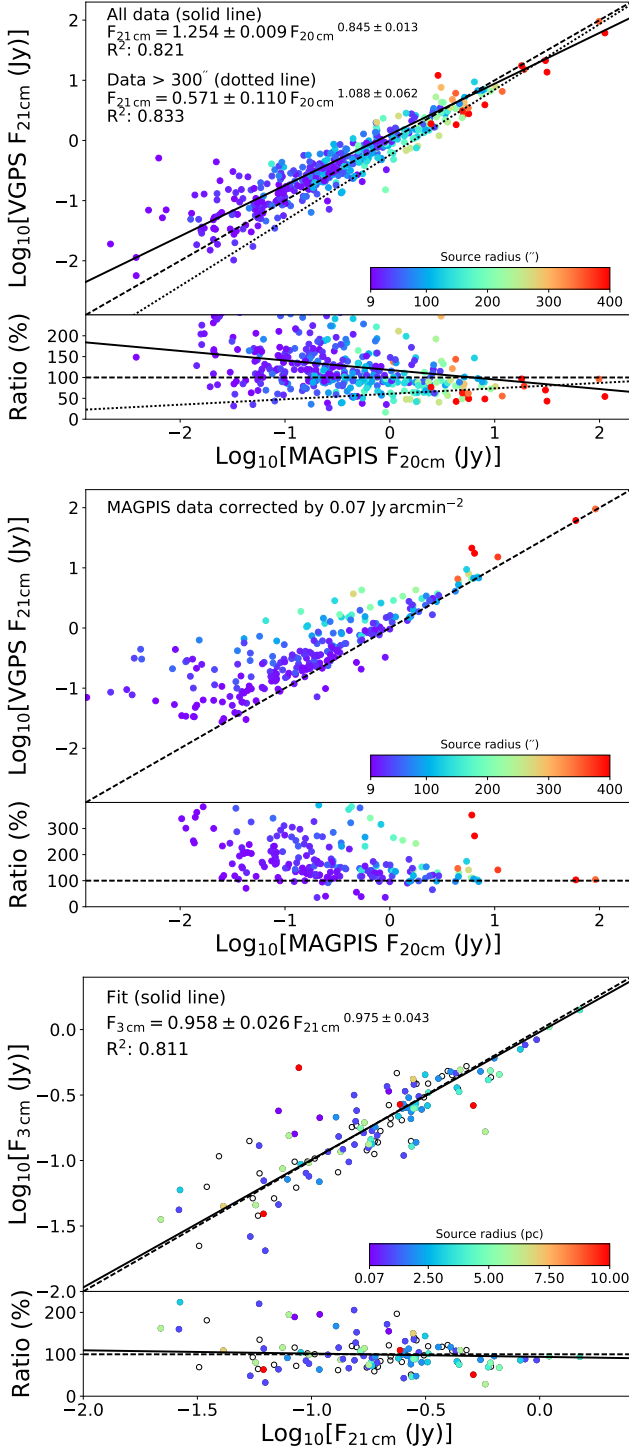 All data (solid line)
F21 cm = 1.254 ± 0.009 F20 cm 0.845 ± 0.013
R2: 0.821
Data > 300″ (dotted line)
F21 cm = 0.571 ± 0.110 F20 cm 1.088 ± 0.062
R2: 0.833
Log10[VGPS F21 cm (Jy)]
2
1
0
−1
−2
Source radius (″)
9 100 200 300 400
Ratio (%)
200
150
100
50
0
−2 −1 0 1 2
Log10[MAGPIS F20cm (Jy)]
MAGPIS data corrected by 0.07 Jy arcmin−2
Log10[VGPS F21 cm (Jy)]
2
1
0
−1
−2
Source radius (″)
9 100 200 300 400
Ratio (%)
300
200
100
0
−2 −1 0 1 2
Log10[MAGPIS F20cm (Jy)]
Fit (solid line)
F3 cm = 0.958 ± 0.026 F21 cm 0.975 ± 0.043
R2: 0.811
Log10[F3 cm (Jy)]
0.0
−0.5
−1.0
−1.5
−2.0
Source radius (pc)
0.07 2.50 5.00 7.50 10.00
Ratio (%)
200
100
0
−2.0 −1.5 −1.0 −0.5 0.0
Log10[F21 cm (Jy)]